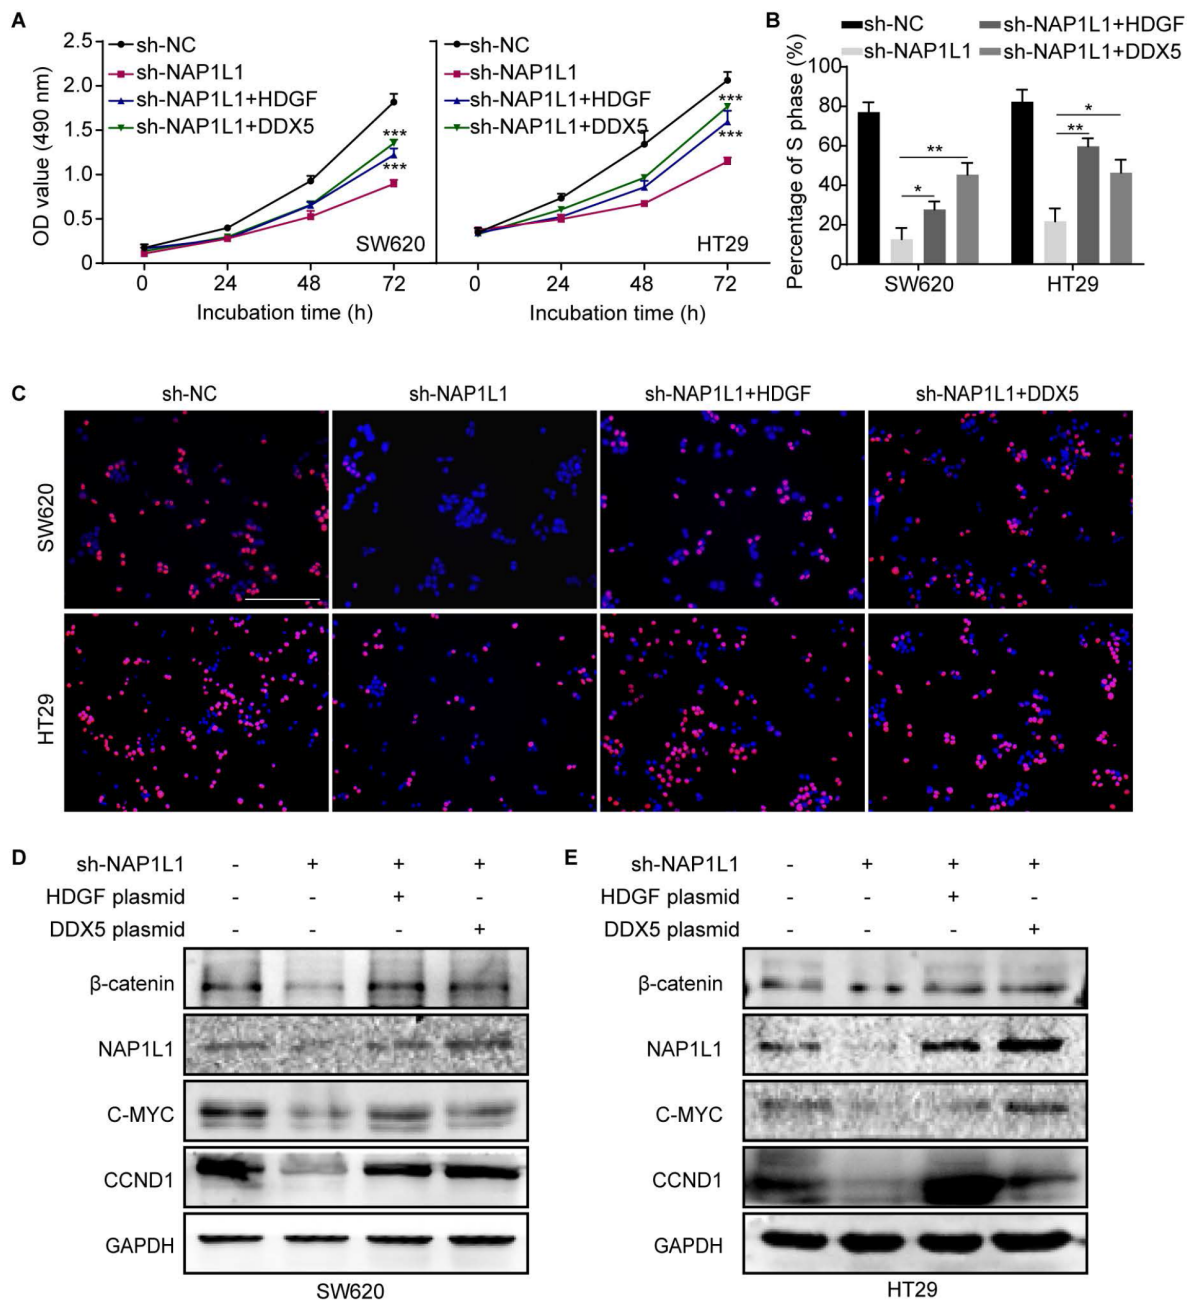 A
2.5
2.0
1.5
1.0
0.5
0
OD value (490 nm)
sh-NC
sh-NAP1L1
sh-NAP1L1+HDGF
sh-NAP1L1+DDX5
***
***
SW620
0 24 48 72
Incubation time (h)
sh-NC
sh-NAP1L1
sh-NAP1L1+HDGF
sh-NAP1L1+DDX5
***
***
HT29
0 24 48 72
Incubation time (h)
B
sh-NC sh-NAP1L1+HDGF
sh-NAP1L1 sh-NAP1L1+DDX5
Percentage of S phase (%)
100
80
60
40
20
0
**
*
*
**
SW620 HT29
C
sh-NC sh-NAP1L1 sh-NAP1L1+HDGF sh-NAP1L1+DDX5
SW620
HT29
D
sh-NAP1L1 - + + +
HDGF plasmid - - + -
DDX5 plasmid - - - +
β-catenin
NAP1L1
C-MYC
CCND1
GAPDH
SW620
E
sh-NAP1L1 - + + +
HDGF plasmid - - + -
DDX5 plasmid - - - +
β-catenin
NAP1L1
C-MYC
CCND1
GAPDH
HT29